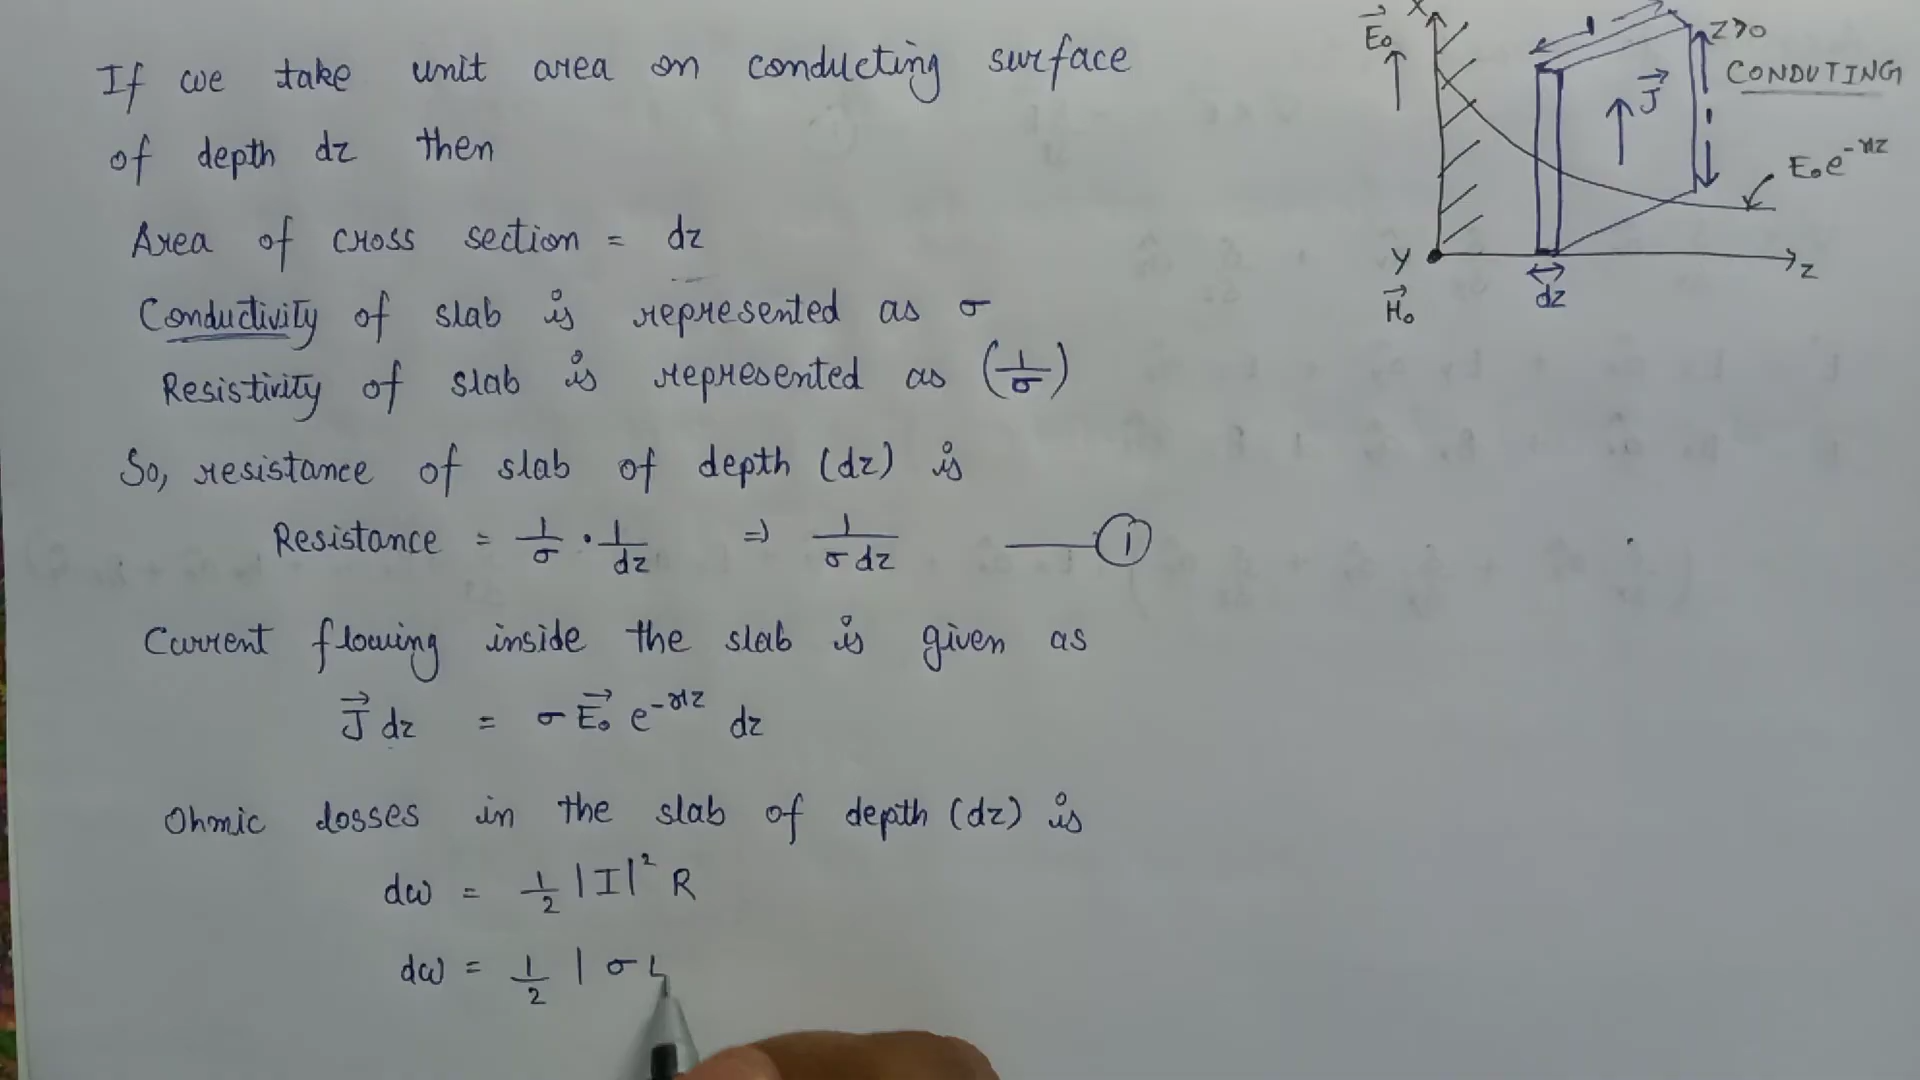 If we take unit area on conducting surface
of depth dz then
Area of cross section = dz
Conductivity of slab is represented as σ
Resistivity of slab is represented as (1/σ)
So, resistance of slab of depth (dz) is
Resistance = 1/σ · 1/dz ⇒ 1/σ dz —— ①
Current flowing inside the slab is given as
J⃗ dz = σ E⃗₀ e^-γz dz
Ohmic losses in the slab of depth (dz) is
dω = 1/2 |I|² R
dω = 1/2 | σ
X
E⃗₀
1
Z>0
CONDUTING
J⃗
E₀e^-γz
Y
Z
H⃗₀
dz